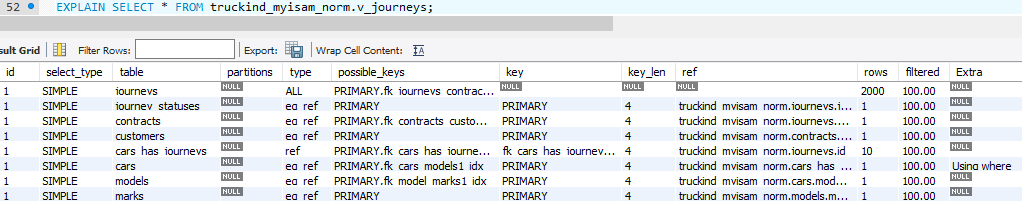 52 EXPLAIN SELECT * FROM truckind_myisam_norm.v_journeys;
sult Grid Filter Rows: Export: Wrap Cell Content: IA
id select_type table partitions type possible_keys key key_len ref rows filtered Extra
1 SIMPLE journeys NULL ALL PRIMARY,fk_journeys_contrac... NULL NULL NULL 2000 100.00 NULL
1 SIMPLE journey_statuses NULL eq_ref PRIMARY PRIMARY 4 truckind_myisam_norm.journeys.i... 1 100.00 NULL
1 SIMPLE contracts NULL eq_ref PRIMARY,fk_contracts_custo... PRIMARY 4 truckind_myisam_norm.journeys.... 1 100.00 NULL
1 SIMPLE customers NULL eq_ref PRIMARY PRIMARY 4 truckind_myisam_norm.contracts.... 1 100.00 NULL
1 SIMPLE cars_has_journeys NULL ref PRIMARY,fk_cars_has_journe... fk_cars_has_journev... 4 truckind_myisam_norm.journeys.id 10 100.00 NULL
1 SIMPLE cars NULL eq_ref PRIMARY,fk_cars_models1_idx PRIMARY 4 truckind_myisam_norm.cars_has_... 1 100.00 Using where
1 SIMPLE models NULL eq_ref PRIMARY,fk_model_marks1_idx PRIMARY 4 truckind_myisam_norm.cars.mod... 1 100.00 NULL
1 SIMPLE marks NULL eq_ref PRIMARY PRIMARY 4 truckind_myisam_norm.models.m... 1 100.00 NULL